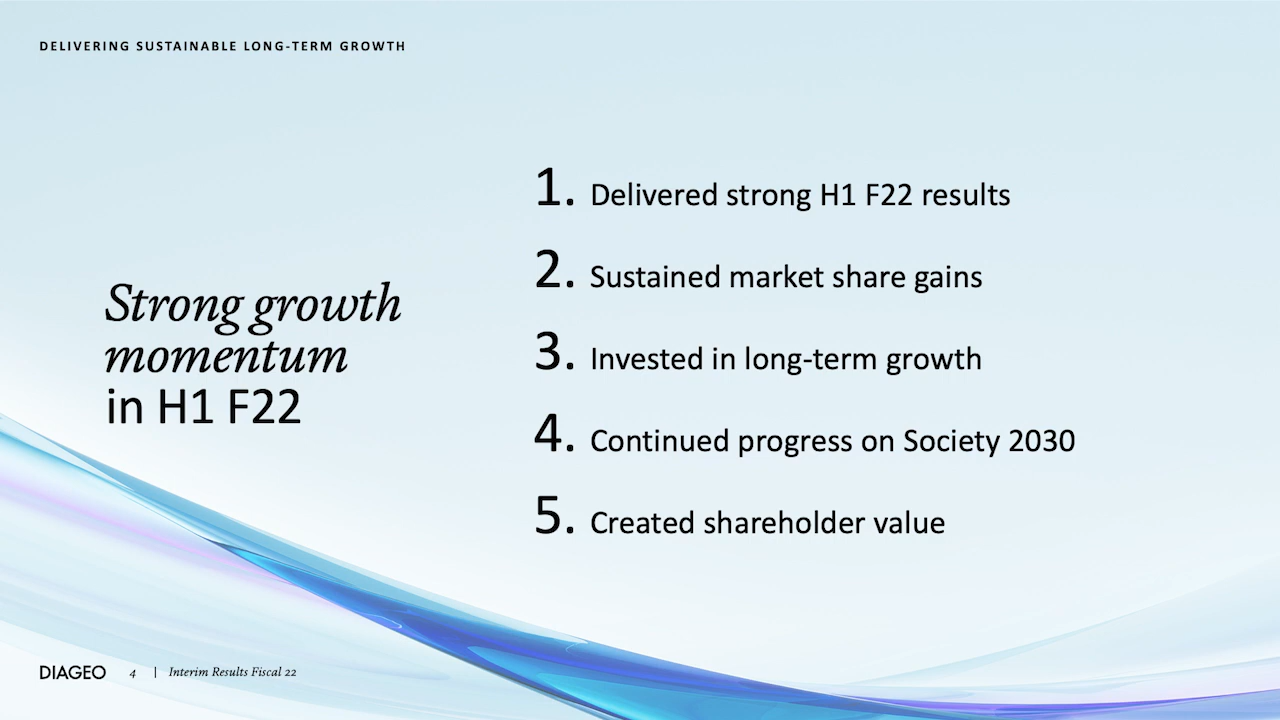 DELIVERING SUSTAINABLE LONG-TERM GROWTH
Strong growth
momentum
in H1 F22
1. Delivered strong H1 F22 results
2. Sustained market share gains
3. Invested in long-term growth
4. Continued progress on Society 2030
5. Created shareholder value
DIAGEO 4 | Interim Results Fiscal 22